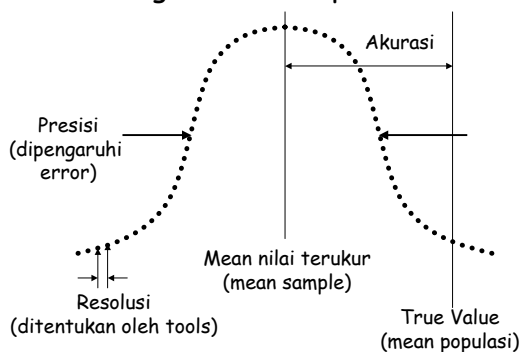 Akurasi
Presisi
(dipengaruhi
error)
Mean nilai terukur
(mean sample)
Resolusi
(ditentukan oleh tools)
True Value
(mean populasi)